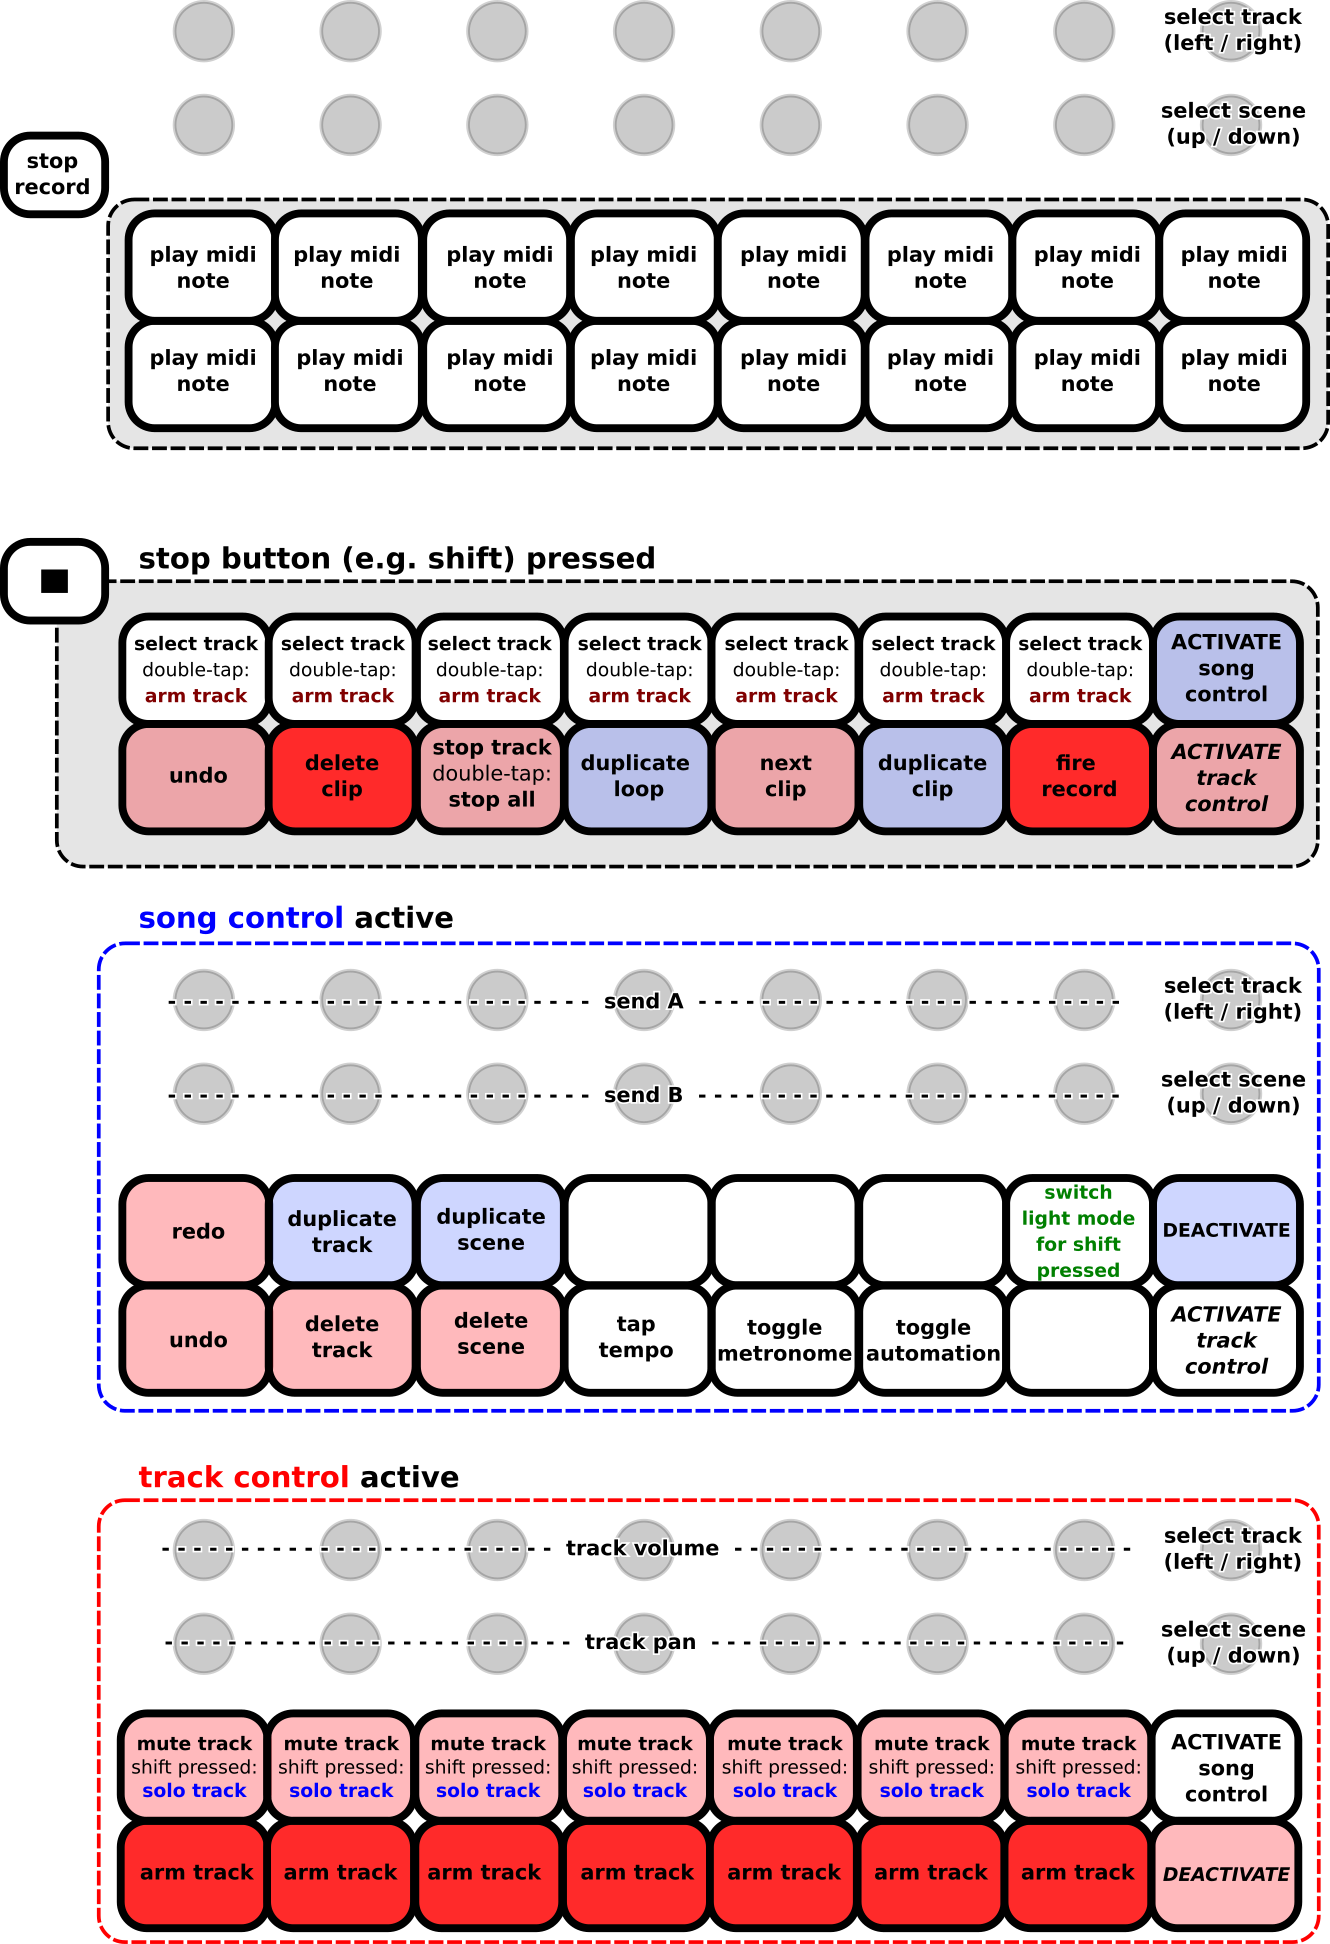 select track
(left / right)
select scene
(up / down)
stop
record
play midi note play midi note play midi note play midi note play midi note play midi note play midi note play midi note
play midi note play midi note play midi note play midi note play midi note play midi note play midi note play midi note
stop button (e.g. shift) pressed
select track select track select track select track select track select track select track ACTIVATE
double-tap: double-tap: double-tap: double-tap: double-tap: double-tap: double-tap: song
arm track arm track arm track arm track arm track arm track arm track control
undo
delete
clip
stop track
double-tap:
stop all
duplicate
loop
next
clip
duplicate
clip
fire
record
ACTIVATE
track
control
song control active
send A
select track
(left / right)
send B
select scene
(up / down)
redo
duplicate
track
duplicate
scene
switch
light mode
for shift
pressed
DEACTIVATE
undo
delete
track
delete
scene
tap
tempo
toggle
metronome
toggle
automation
ACTIVATE
track
control
track control active
track volume
select track
(left / right)
track pan
select scene
(up / down)
mute track mute track mute track mute track mute track mute track mute track ACTIVATE
shift pressed: shift pressed: shift pressed: shift pressed: shift pressed: shift pressed: shift pressed: song
solo track solo track solo track solo track solo track solo track solo track control
arm track arm track arm track arm track arm track arm track arm track DEACTIVATE